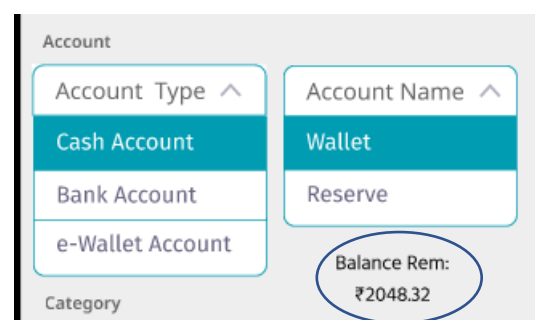 Account
Account Type
Cash Account
Bank Account
e-Wallet Account
Account Name
Wallet
Reserve
Balance Rem:
₹2048.32
Category